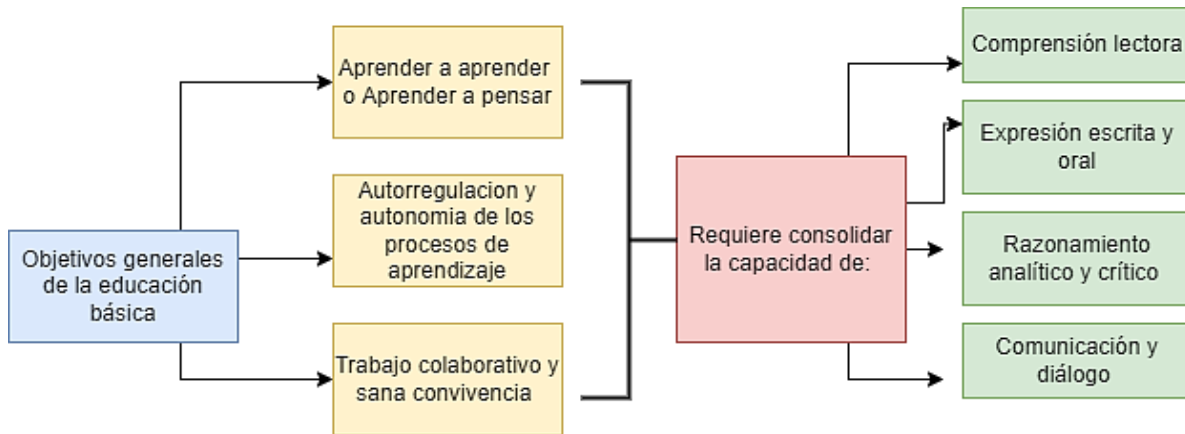 Objetivos generales
de la educación
básica
Aprender a aprender
o Aprender a pensar
Autorregulacion y
autonomia de los
procesos de
aprendizaje
Trabajo colaborativo y
sana convivencia
Requiere consolidar
la capacidad de:
Comprensión lectora
Expresión escrita y
oral
Razonamiento
analítico y crítico
Comunicación y
diálogo